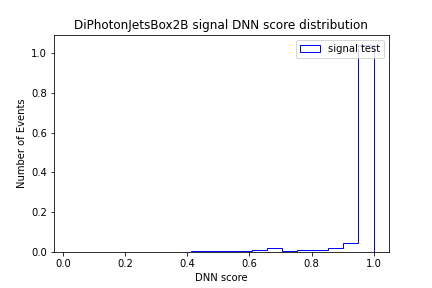 DiPhotonJetsBox2B signal DNN score distribution
signal test
Number of Events
1.0
0.8
0.6
0.4
0.2
0.0
0.0 0.2 0.4 0.6 0.8 1.0
DNN score